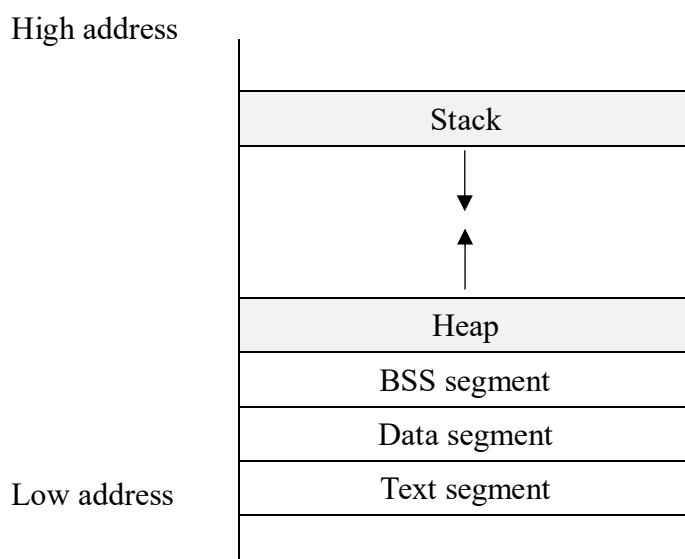 High address
Stack
Heap
BSS segment
Data segment
Text segment
Low address